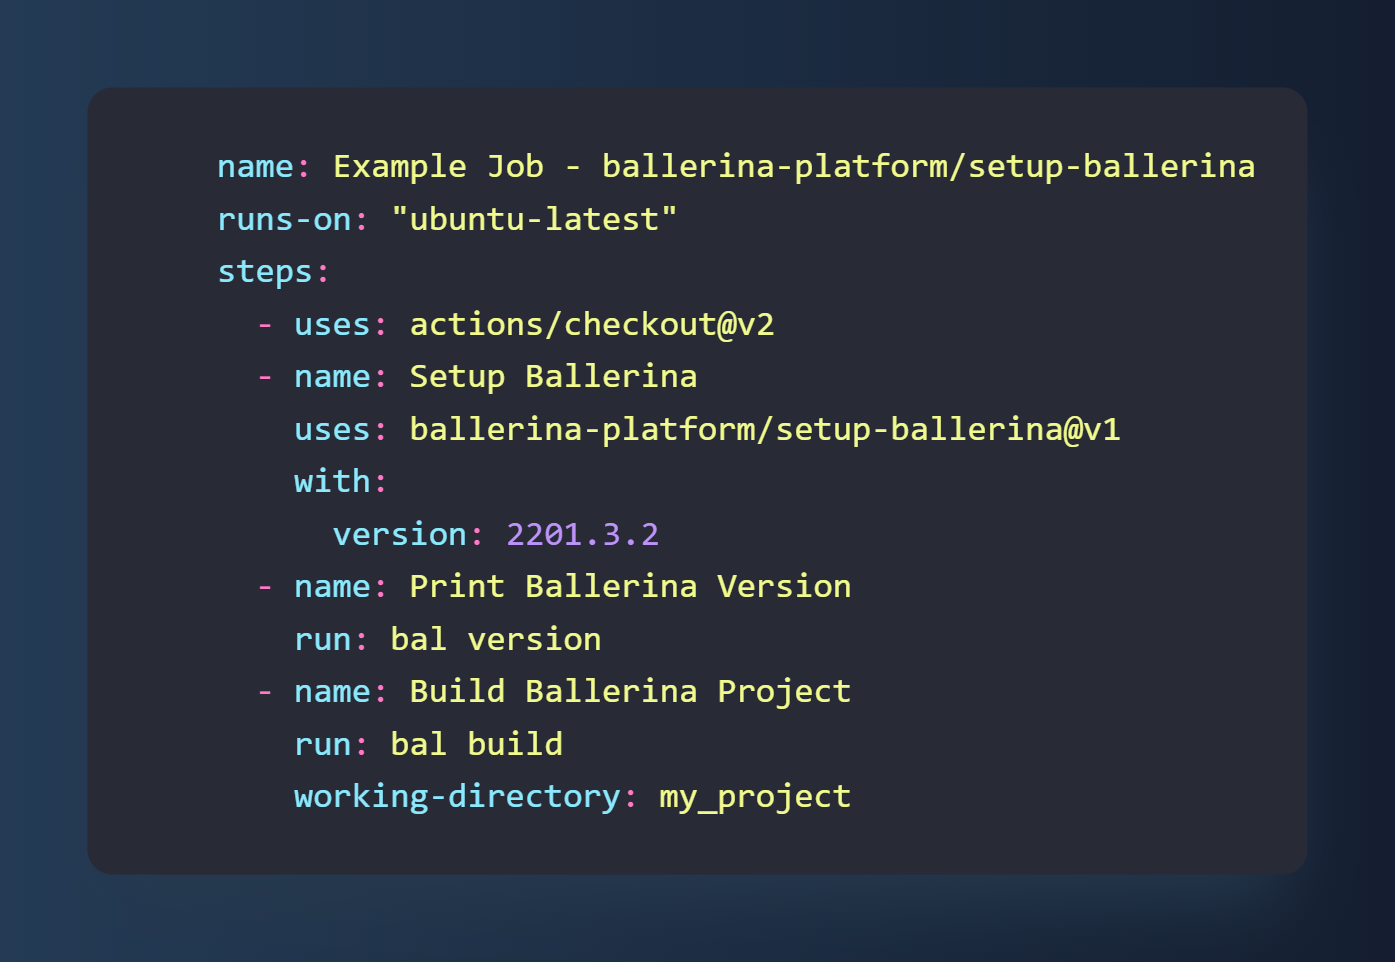 name: Example Job - ballerina-platform/setup-ballerina
runs-on: "ubuntu-latest"
steps:
  - uses: actions/checkout@v2
  - name: Setup Ballerina
    uses: ballerina-platform/setup-ballerina@v1
    with:
      version: 2201.3.2
  - name: Print Ballerina Version
    run: bal version
  - name: Build Ballerina Project
    run: bal build
    working-directory: my_project